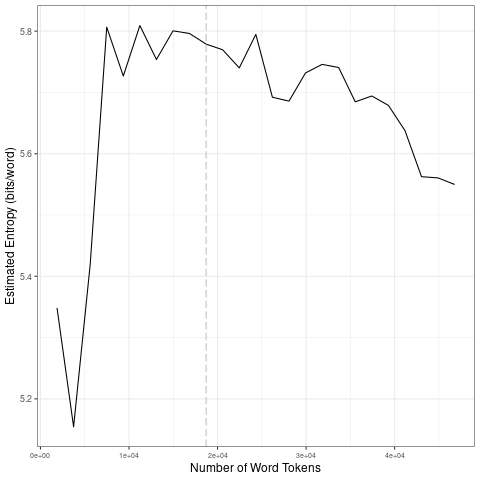 5.8
5.6
5.4
5.2
Estimated Entropy (bits/word)
0e+00 1e+04 2e+04 3e+04 4e+04
Number of Word Tokens